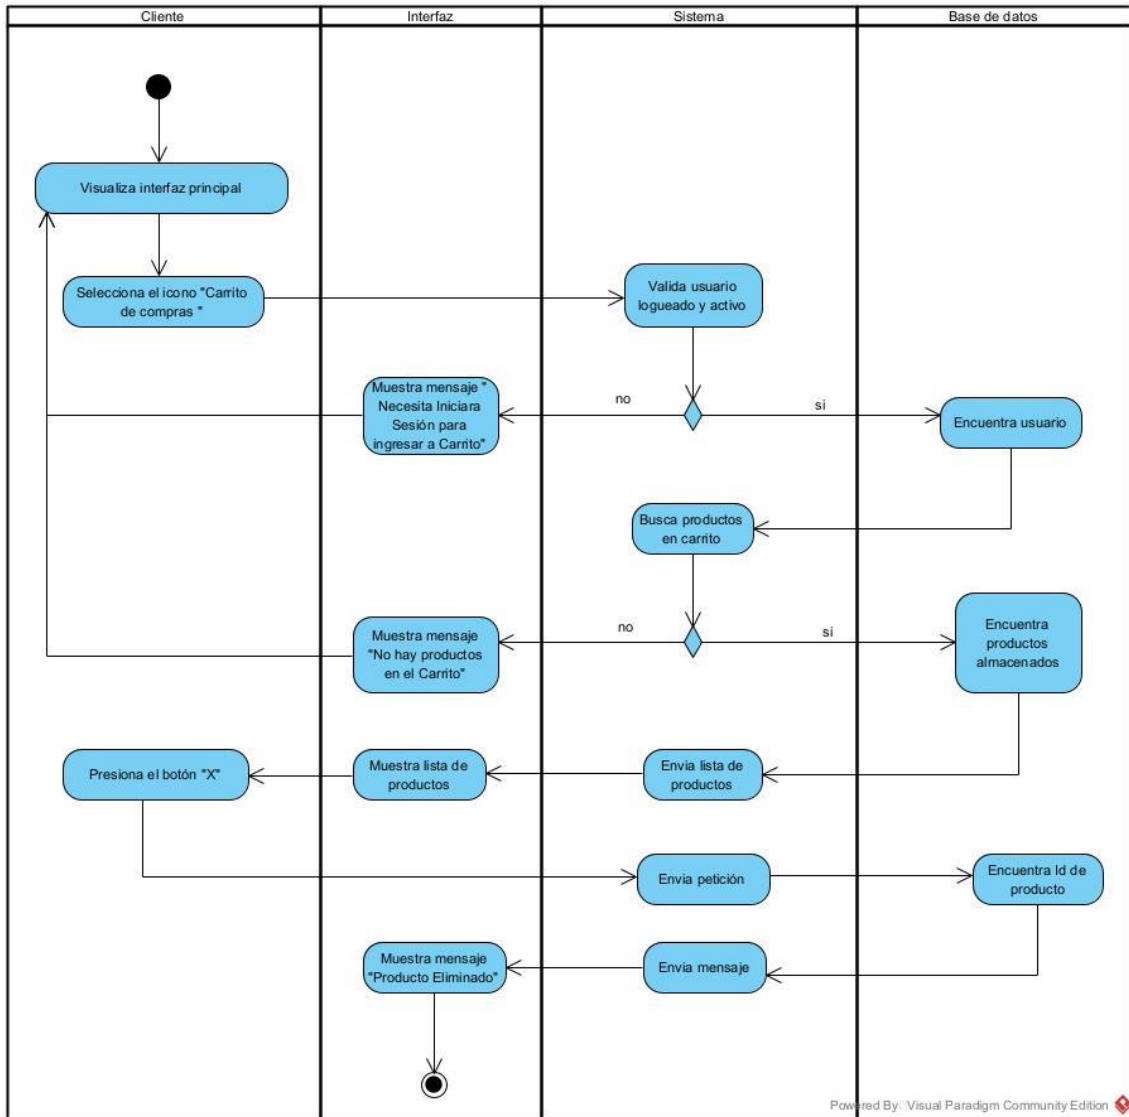 Cliente
Interfaz
Sistema
Base de datos
Visualiza interfaz principal
Selecciona el icono "Carrito
de compras "
Valida usuario
logueado y activo
Muestra mensaje "
Necesita Iniciara
Sesión para
ingresar a Carrito"
no
si
Encuentra usuario
Busca productos
en carrito
Muestra mensaje
"No hay productos
en el Carrito"
no
si
Encuentra
productos
almacenados
Presiona el botón "X"
Muestra lista de
productos
Envia lista de
productos
Envia petición
Encuentra Id de
producto
Muestra mensaje
"Producto Eliminado"
Envia mensaje
Powered By Visual Paradigm Community Edition